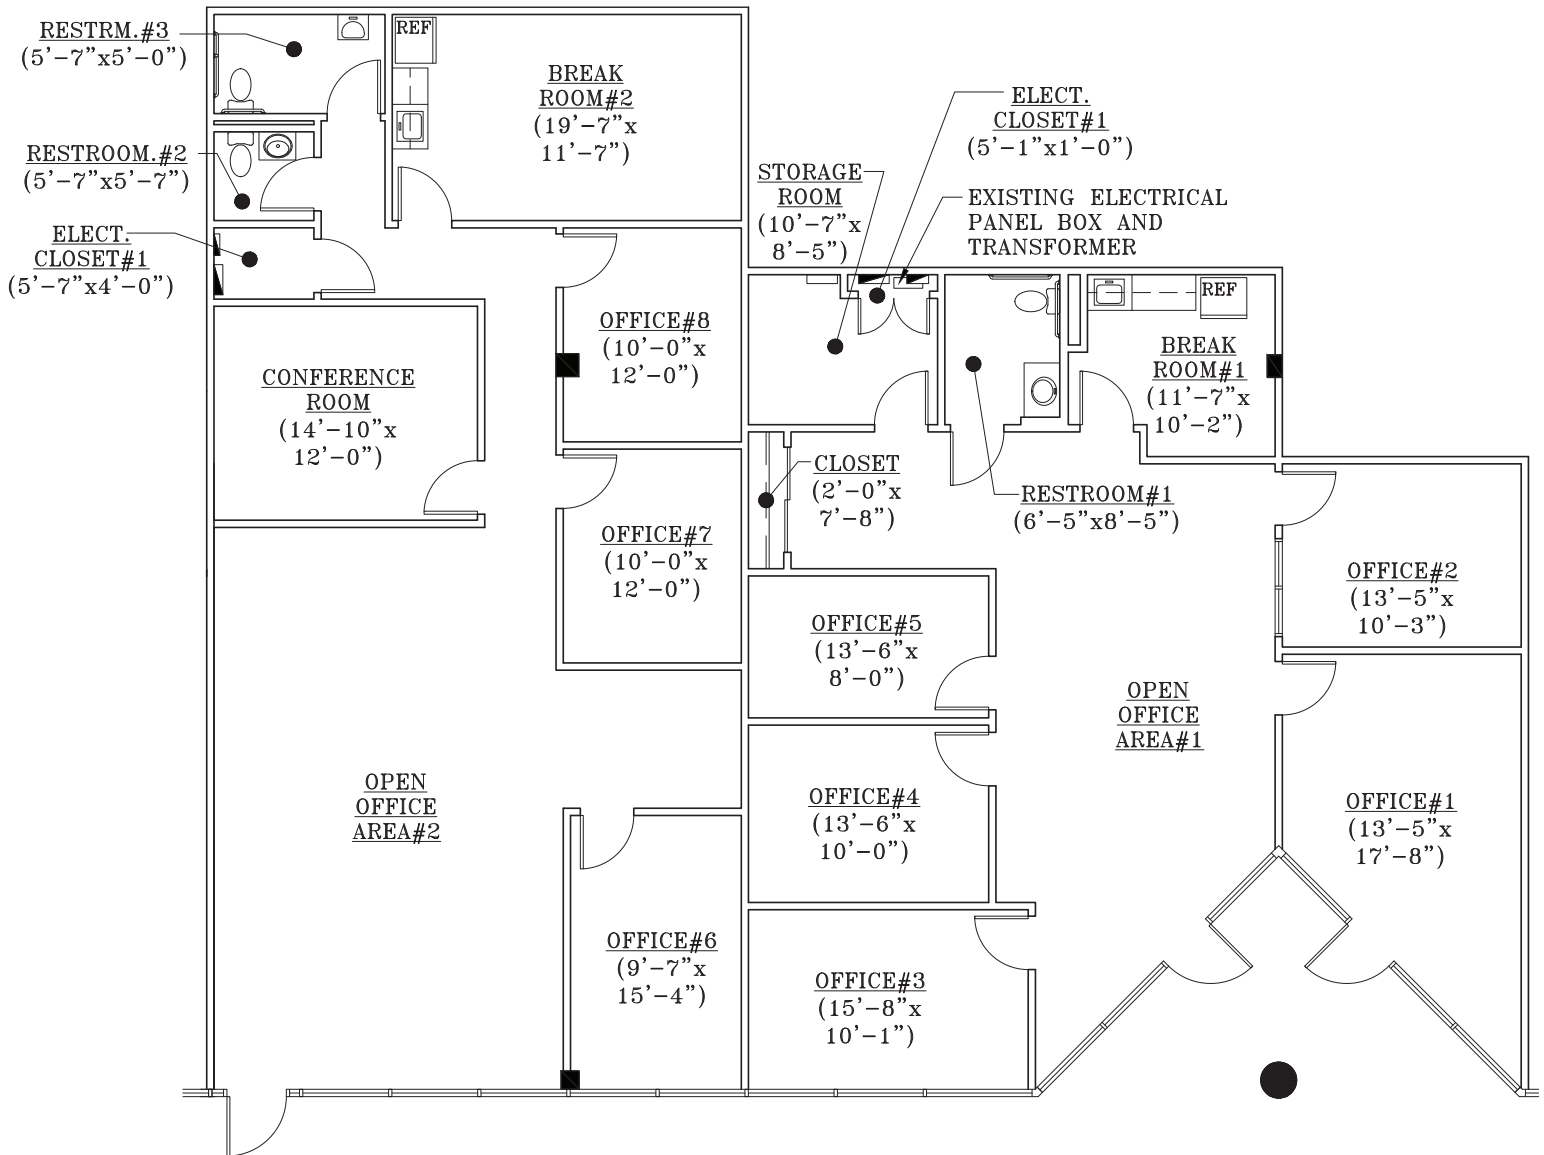 RESTRM.#3
(5'-7"x5'-0")
REF
BREAK
ROOM#2
(19'-7"x
11'-7")
ELECT.
CLOSET#1
(5'-1"x1'-0")
RESTROOM.#2
(5'-7"x5'-7")
STORAGE
ROOM
(10'-7"x
8'-5")
EXISTING ELECTRICAL
PANEL BOX AND
TRANSFORMER
ELECT.
CLOSET#1
(5'-7"x4'-0")
REF
OFFICE#8
(10'-0"x
12'-0")
BREAK
ROOM#1
(11'-7"x
10'-2")
CONFERENCE
ROOM
(14'-10"x
12'-0")
CLOSET
(2'-0"x
7'-8")
RESTROOM#1
(6'-5"x8'-5")
OFFICE#7
(10'-0"x
12'-0")
OFFICE#2
(13'-5"x
10'-3")
OFFICE#5
(13'-6"x
8'-0")
OPEN
OFFICE
AREA#1
OPEN
OFFICE
AREA#2
OFFICE#4
(13'-6"x
10'-0")
OFFICE#1
(13'-5"x
17'-8")
OFFICE#6
(9'-7"x
15'-4")
OFFICE#3
(15'-8"x
10'-1")